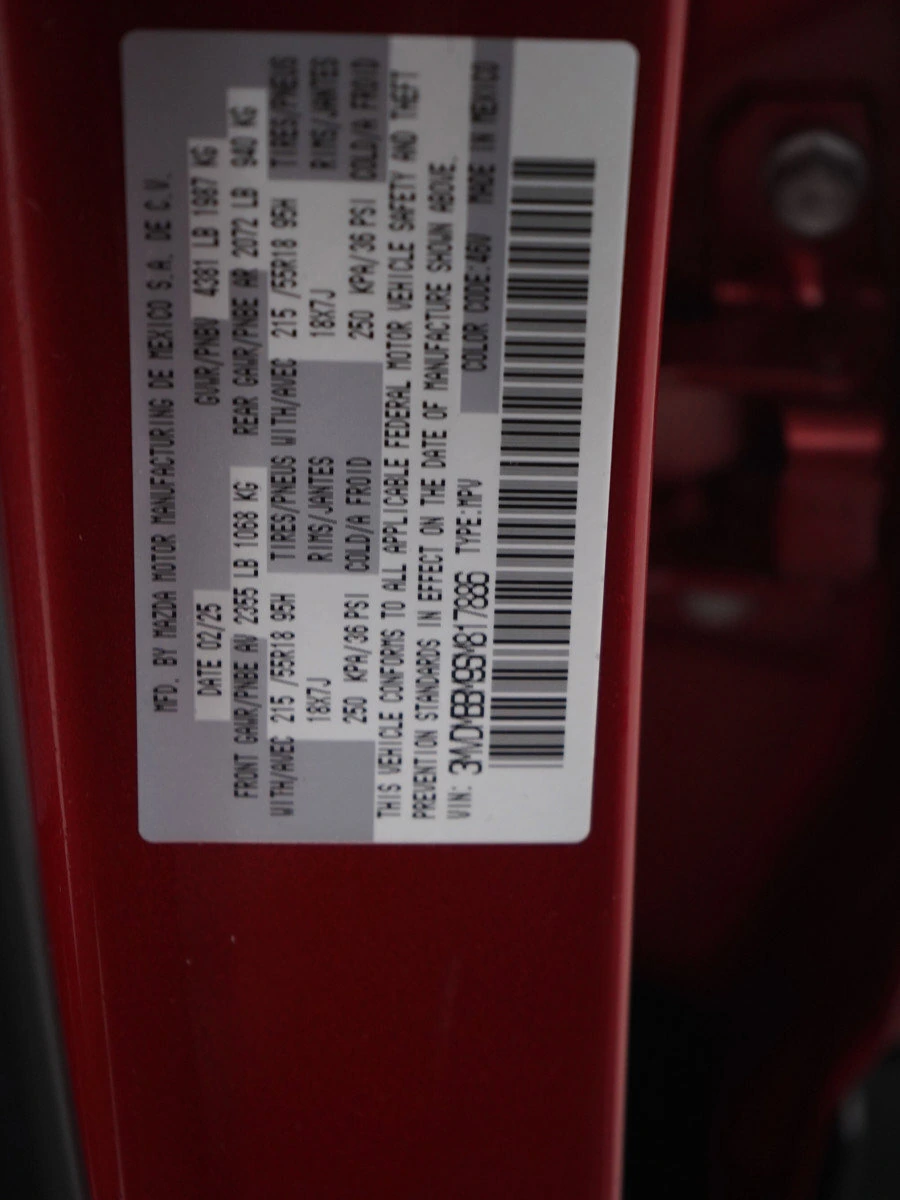 MFD. BY MAZDA MOTOR MANUFACTURING DE MEXICO S.A. DE C.V.
DATE 02/25 GVWR/PNBV 4381 LB 1987 KG
FRONT GAWR/PNBE AV 2355 LB 1068 KG REAR GAWR/PNBE AR 2072 LB 940 KG
WITH/AVEC 215 /55R18 95H TIRES/PNEUS WITH/AVEC 215 /55R18 95H TIRES/PNEUS
18X7J RIMS/JANTES 18X7J RIMS/JANTES
250 KPA/36 PSI COLD/A FROID 250 KPA/36 PSI COLD/A FROID
THIS VEHICLE CONFORMS TO ALL APPLICABLE FEDERAL MOTOR VEHICLE SAFETY AND THEFT
PREVENTION STANDARDS IN EFFECT ON THE DATE OF MANUFACTURE SHOWN ABOVE.
VIN: 3MVDMBBM9SM817886 TYPE:MPV
COLOR CODE:46V MADE IN MEXICO